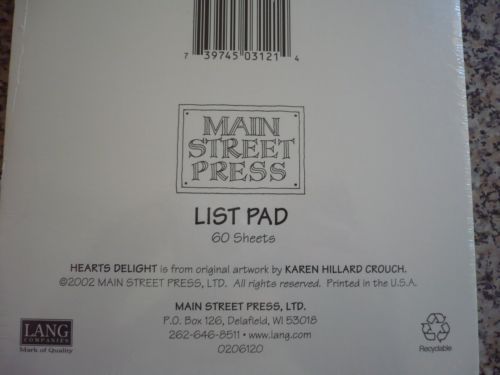 7 39745 03121 4
MAIN
STREET
PRESS
LIST PAD
60 Sheets
HEARTS DELIGHT is from original artwork by KAREN HILLARD CROUCH.
©2002 MAIN STREET PRESS, LTD. All rights reserved. Printed in the U.S.A.
MAIN STREET PRESS, LTD.
P.O. Box 126, Delafield, WI 53018
262-646-8511 • www.lang.com
0206120
LANG
COMPANIES
Mark of Quality
Recyclable